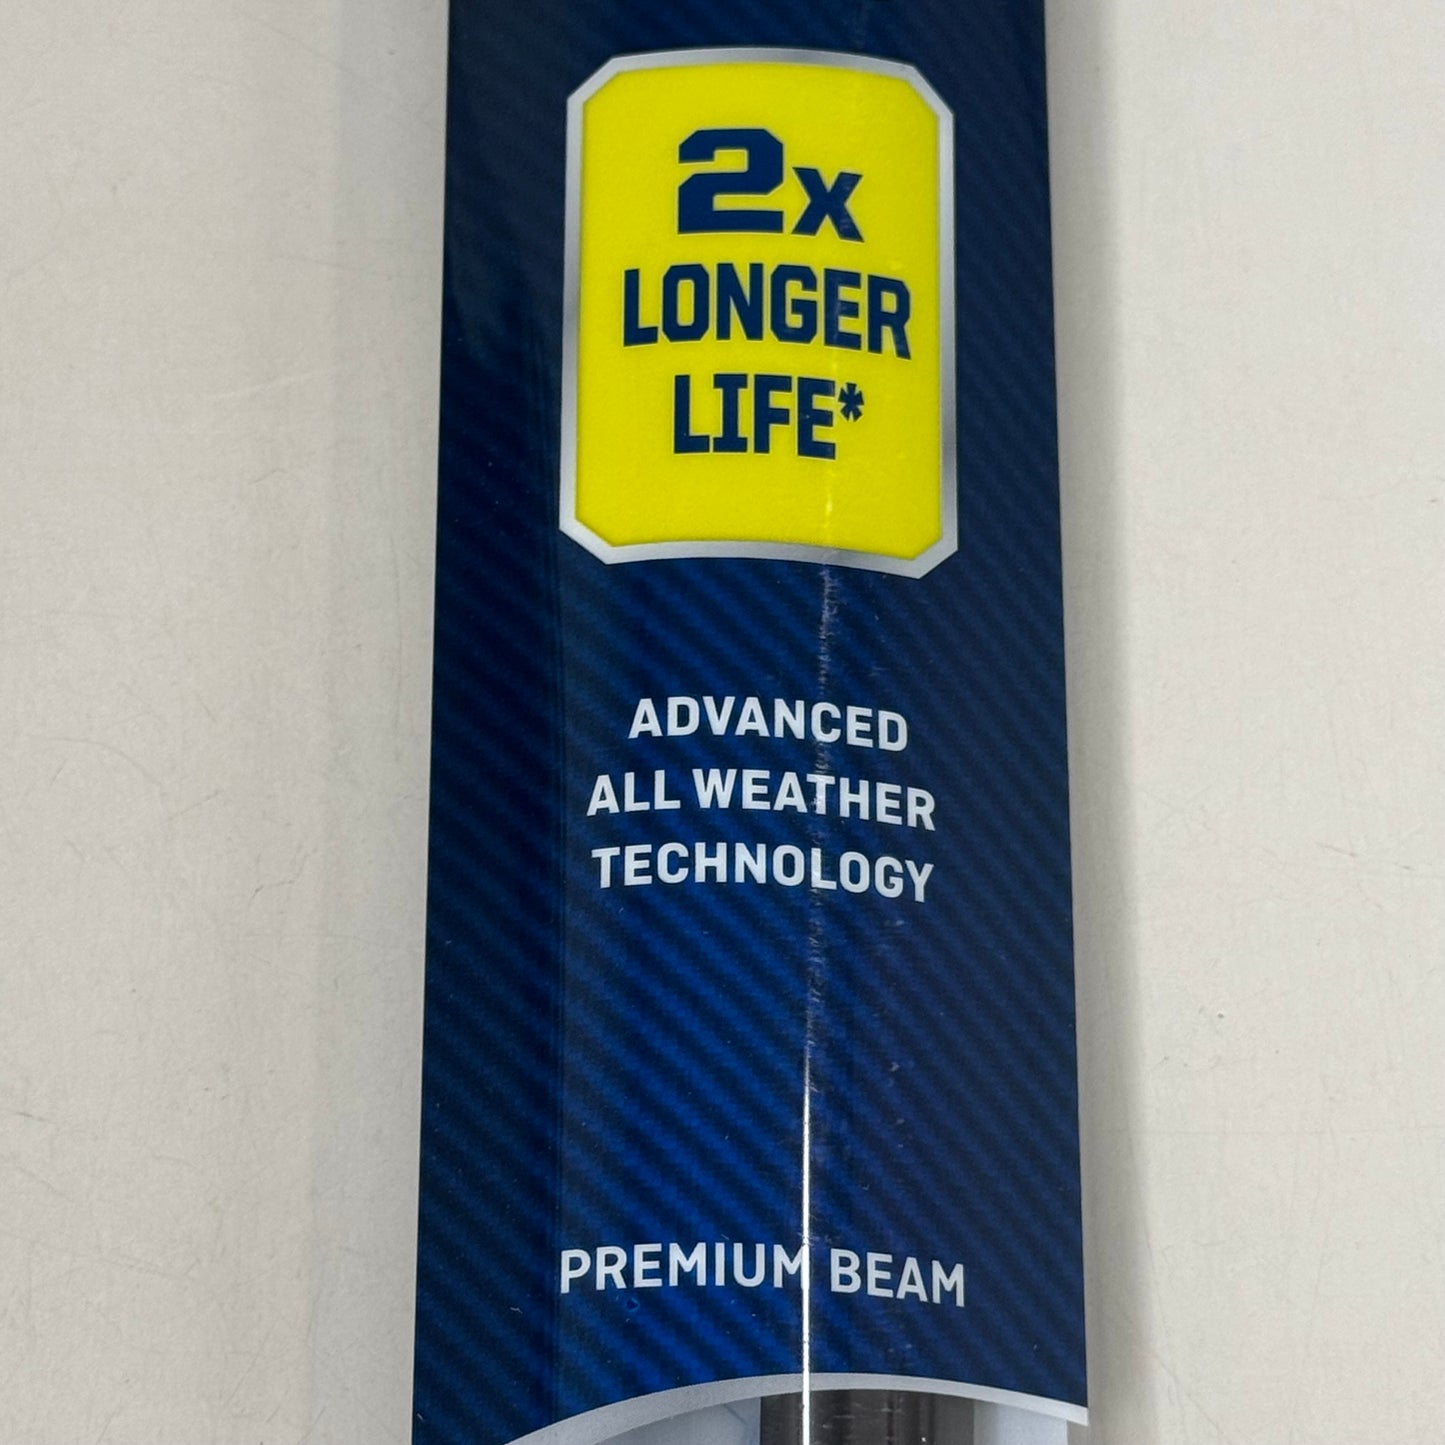 2x
LONGER
LIFE*
ADVANCED
ALL WEATHER
TECHNOLOGY
PREMIUM BEAM